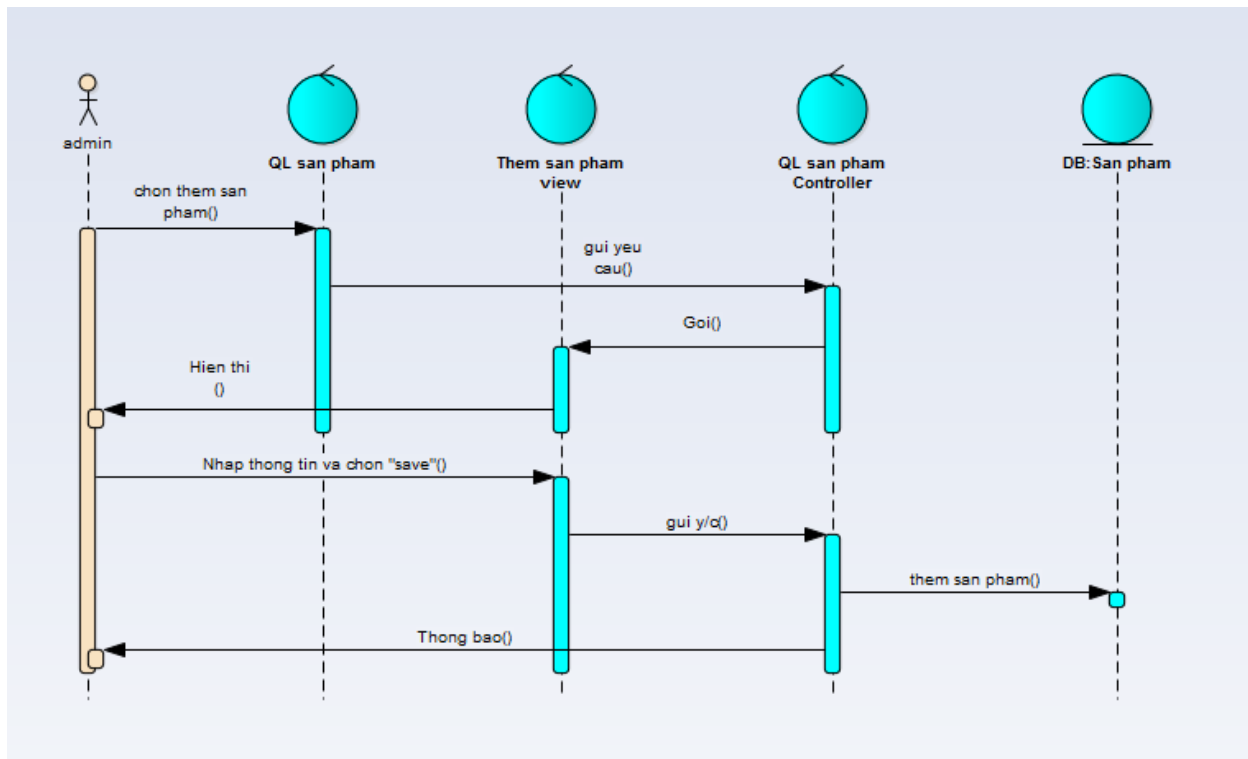 admin
QL san pham
Them san pham
view
QL san pham
Controller
DB:San pham
chon them san
pham()
gui yeu
cau()
Goi()
Hien thi
()
Nhap thong tin va chon "save"()
gui y/c()
them san pham()
Thong bao()